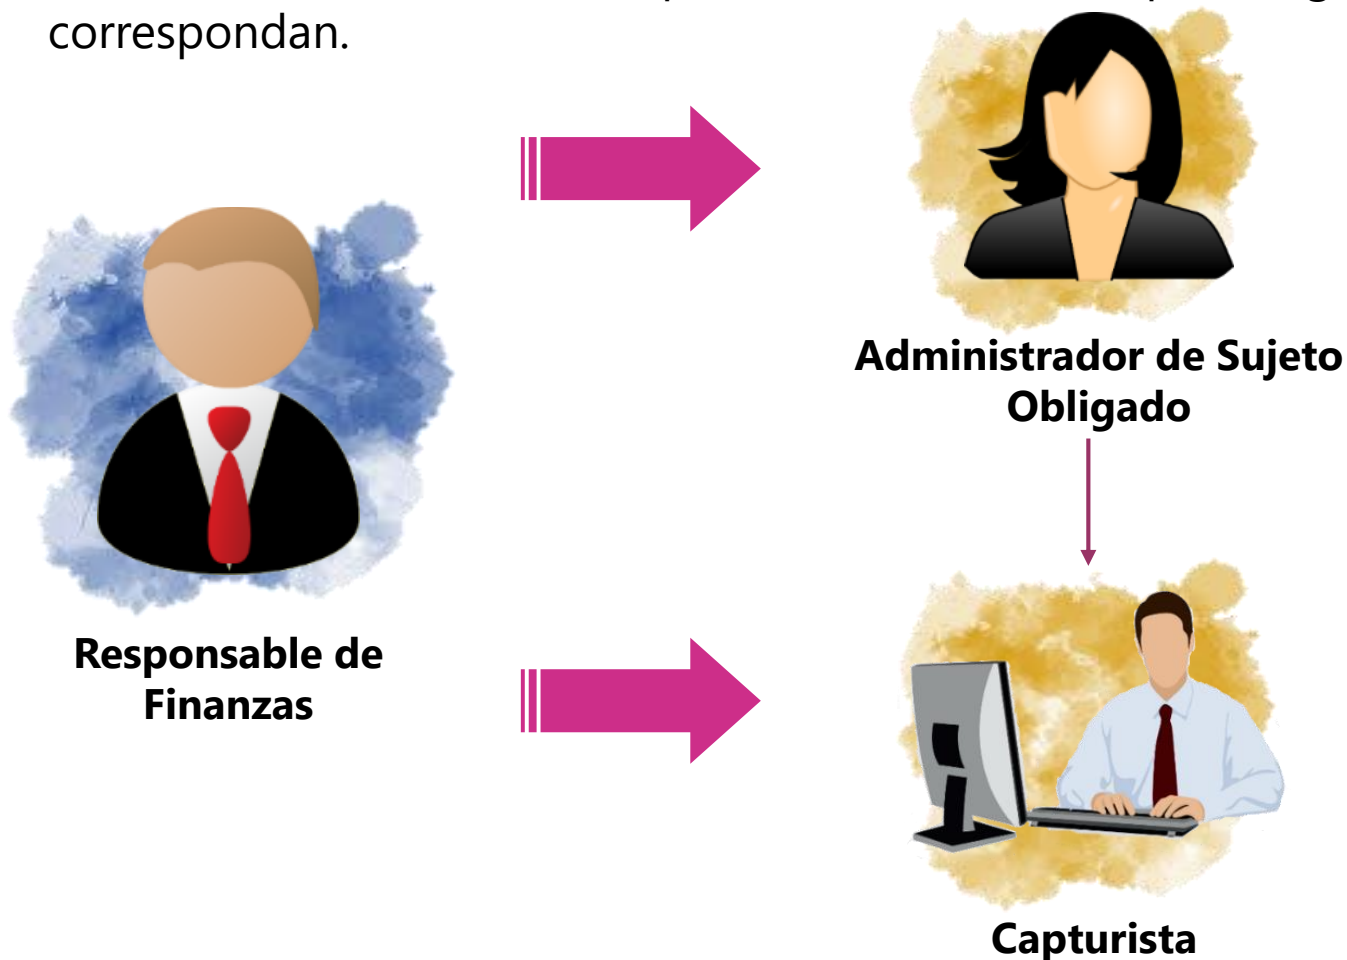 correspondan.
Administrador de Sujeto
Obligado
Responsable de
Finanzas
Capturista